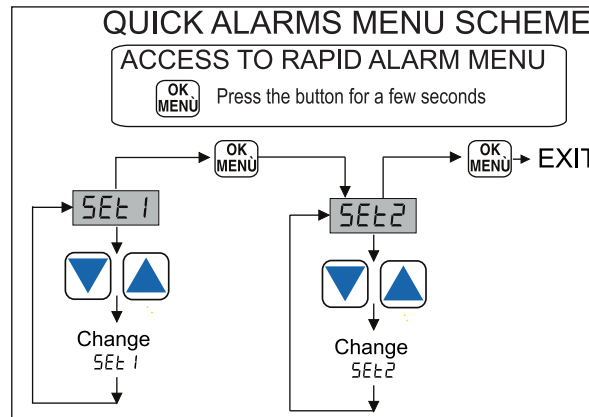 QUICK ALARMS MENU SCHEME
ACCESS TO RAPID ALARM MENU
OK
MENÙ
Press the button for a few seconds
OK
MENÙ
OK
MENÙ
EXIT
SEt 1
SEt2
Change
SEt 1
Change
SEt2